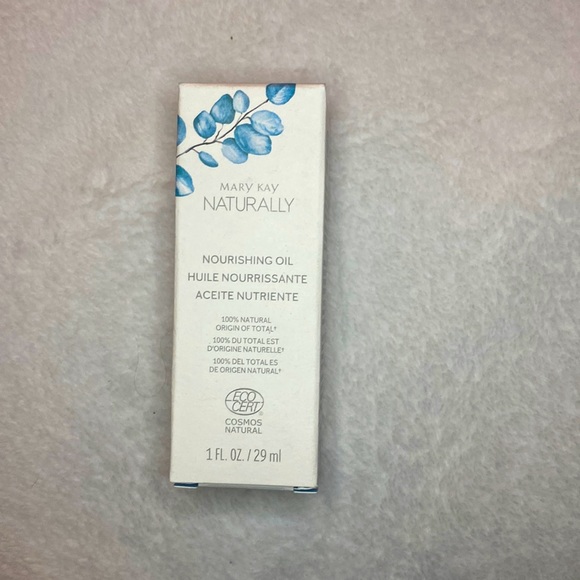 MARY KAY
NATURALLY
NOURISHING OIL
HUILE NOURRISSANTE
ACEITE NUTRIENTE
100% NATURAL
ORIGIN OF TOTAL†
100% DU TOTAL EST
D'ORIGINE NATURELLE†
100% DEL TOTAL ES
DE ORIGEN NATURAL†
ECO
CERT®
COSMOS
NATURAL
1 FL. OZ. / 29 ml